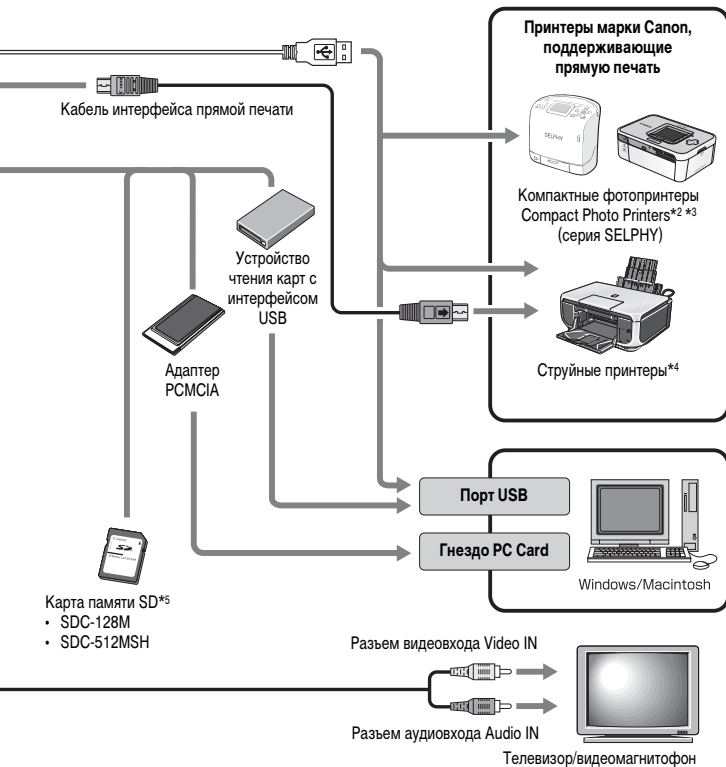 Принтеры марки Canon,
поддерживающие
прямую печать
Кабель интерфейса прямой печати
SELPHY
Компактные фотопринтеры
Compact Photo Printers*2 *3
(серия SELPHY)
Устройство
чтения карт с
интерфейсом
USB
Адаптер
PCMCIA
Струйные принтеры*4
Порт USB
Гнездо PC Card
Windows/Macintosh
Canon
SD
Карта памяти SD*5
• SDC-128M
• SDC-512MSH
Разъем видеовхода Video IN
Разъем аудиовхода Audio IN
Телевизор/видеомагнитофон